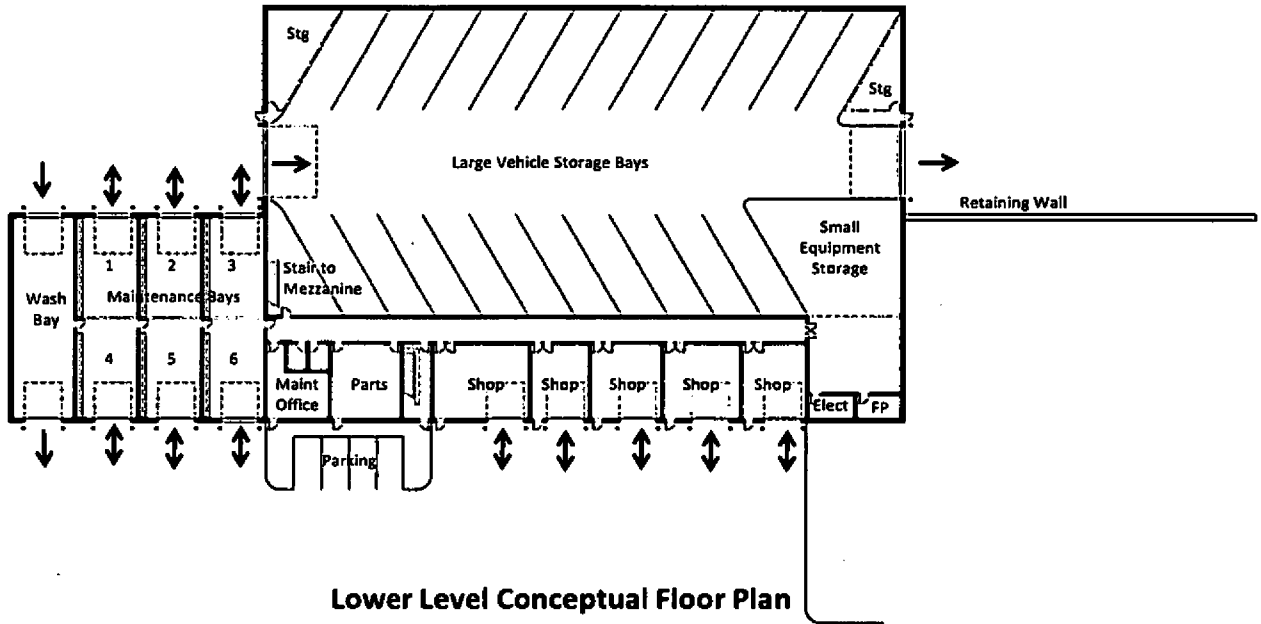 Stg
Stg
Large Vehicle Storage Bays
Retaining Wall
Small
Equipment
Storage
1 2 3
Stair to
Mezzanine
Wash
Bay
Maintenance Bays
4 5 6
Maint
Office
Parts
Shop Shop Shop Shop Shop
Elect FP
Parking
Lower Level Conceptual Floor Plan